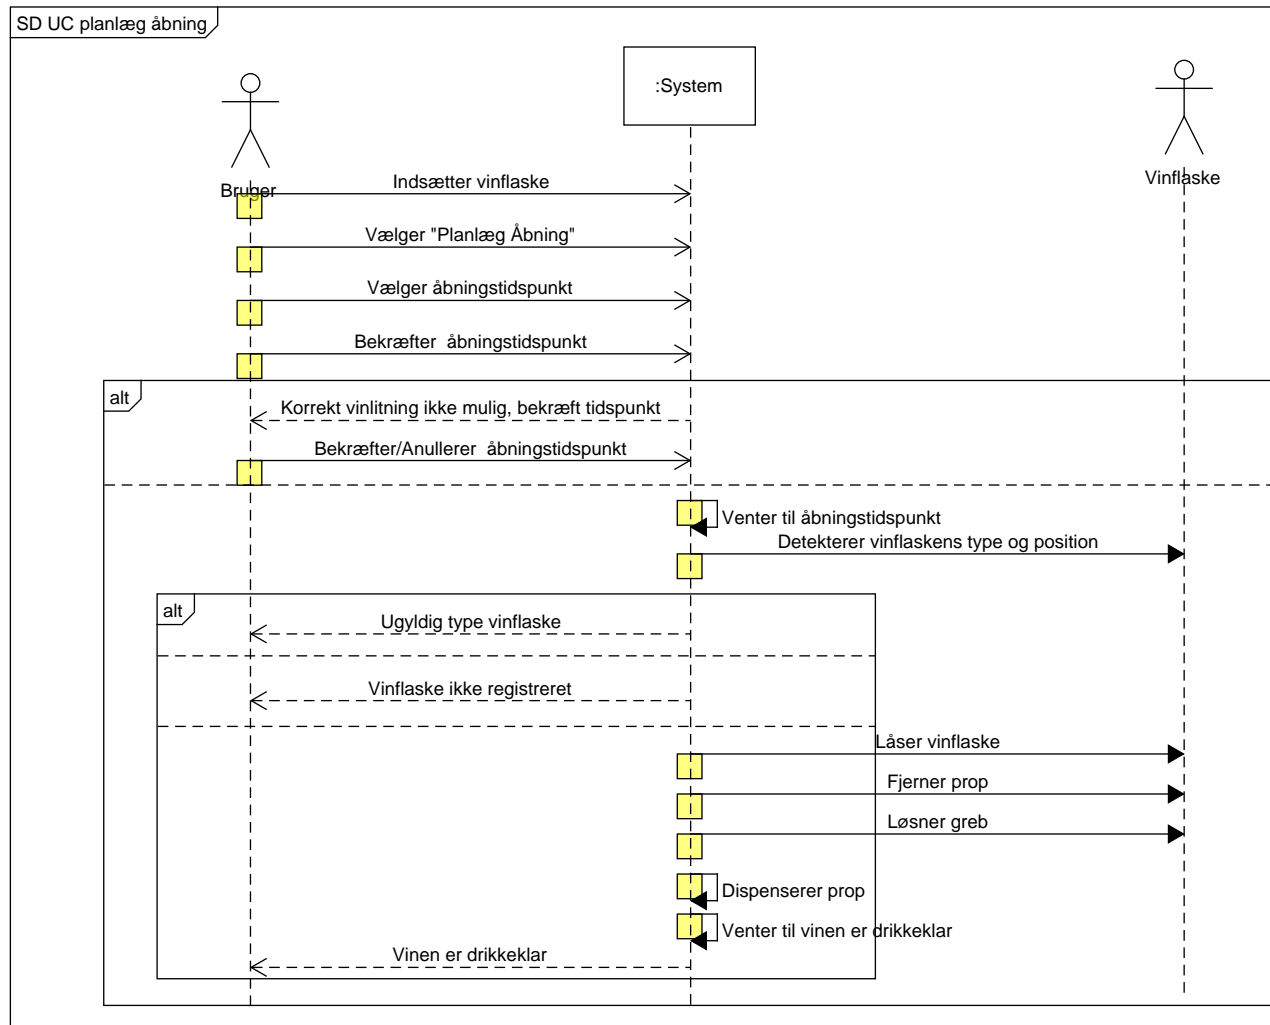 SD UC planlæg åbning
:System
Bruger
Vinflaske
Indsætter vinflaske
Vælger "Planlæg Åbning"
Vælger åbningstidspunkt
Bekræfter  åbningstidspunkt
alt
Korrekt vinlitning ikke mulig, bekræft tidspunkt
Bekræfter/Anullerer  åbningstidspunkt
Venter til åbningstidspunkt
Detekterer vinflaskens type og position
alt
Ugyldig type vinflaske
Vinflaske ikke registreret
Låser vinflaske
Fjerner prop
Løsner greb
Dispenserer prop
Venter til vinen er drikkeklar
Vinen er drikkeklar